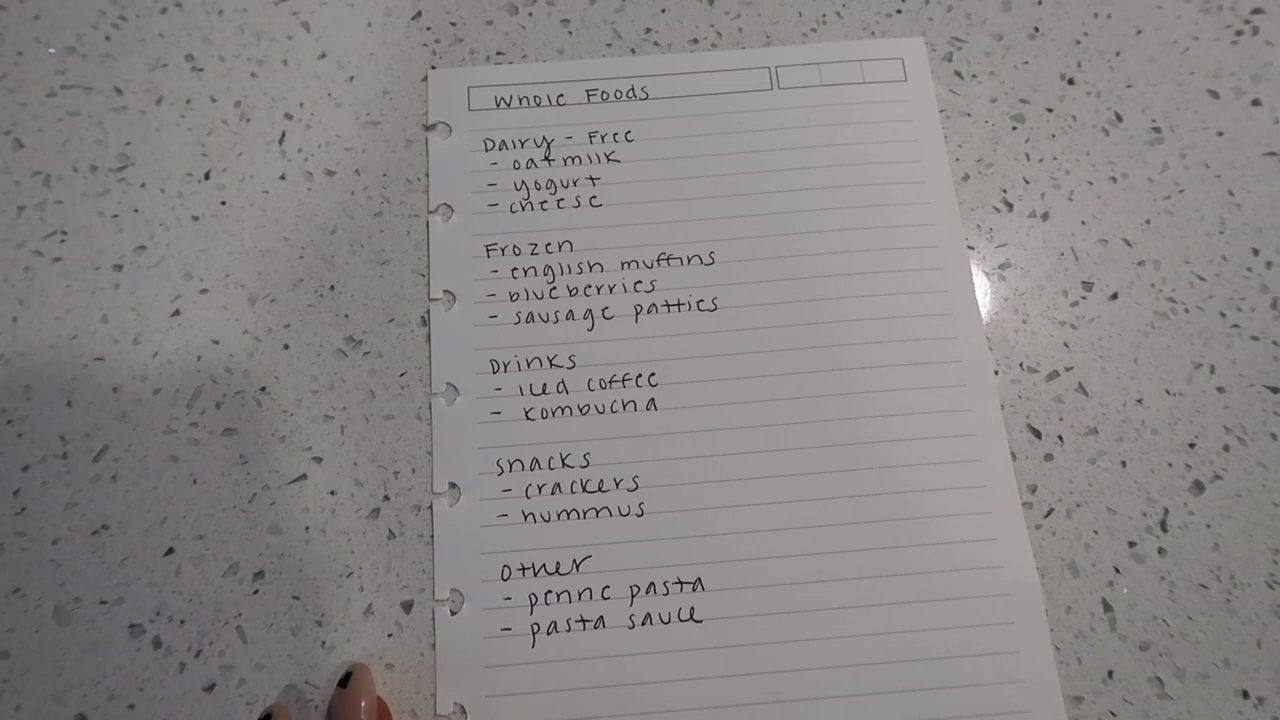 Whole Foods
Dairy - Free
- oatmilk
- yogurt
- cheese
Frozen
- english muffins
- blueberries
- sausage patties
Drinks
- iced coffee
- kombucha
snacks
- crackers
- hummus
other
- penne pasta
- pasta sauce